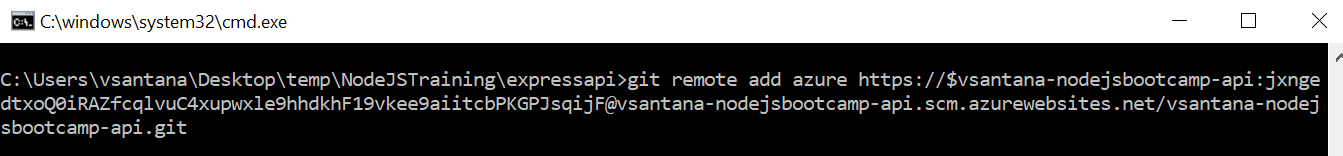 C:\windows\system32\cmd.exe
C:\Users\vsantana\Desktop\temp\NodeJSTraining\expressapi>git remote add azure https://$vsantana-nodejsbootcamp-api:jxnge
dtxoQ0iRAZfcqlvuC4xupwxle9hhdkhF19vkee9aiitcbPKGPJsqijF@vsantana-nodejsbootcamp-api.scm.azurewebsites.net/vsantana-nodej
sbootcamp-api.git